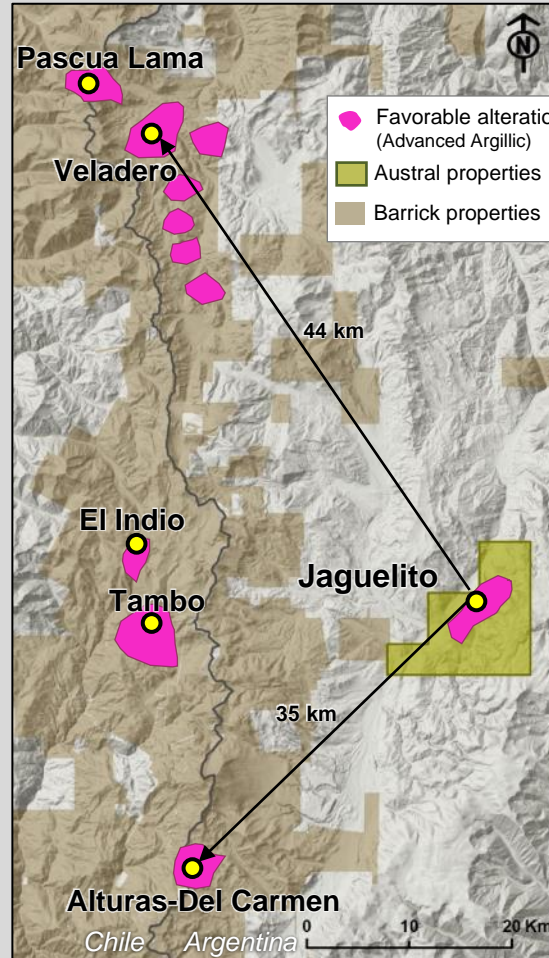 N
Pascua Lama
Favorable alteratio
(Advanced Argillic)
Veladero
Austral properties
Barrick properties
44 km
El Indio
Jaguelito
Tambo
35 km
Alturas-Del Carmen
Chile Argentina
0 10 20 Km